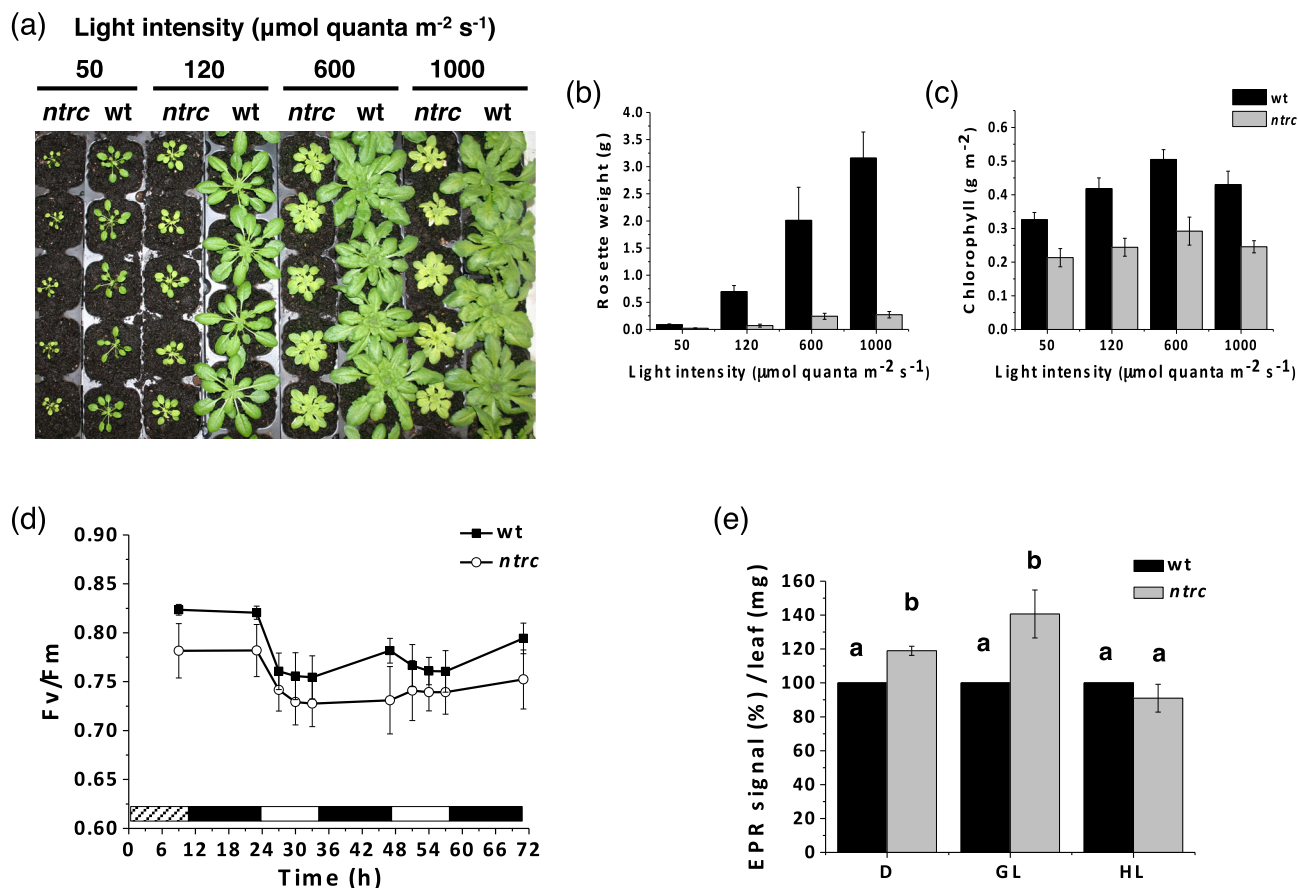 (a) Light intensity (µmol quanta m⁻² s⁻¹)
50 120 600 1000
ntrc wt ntrc wt ntrc wt ntrc wt
(b)
Rosette weight (g)
4.0
3.5
3.0
2.5
2.0
1.5
1.0
0.5
0.0
50 120 600 1000
Light intensity (µmol quanta m⁻² s⁻¹)
(c)
wt
ntrc
Chlorophyll (g m⁻²)
0.6
0.5
0.4
0.3
0.2
0.1
0.0
50 120 600 1000
Light intensity (µmol quanta m⁻² s⁻¹)
(d)
wt
ntrc
Fv/Fm
0.90
0.85
0.80
0.75
0.70
0.65
0.60
0 6 12 18 24 30 36 42 48 54 60 66 72
Time (h)
(e)
wt
ntrc
EPR signal (%) /leaf (mg)
160
140
120
100
80
60
40
20
0
a b a b a a
D GL HL